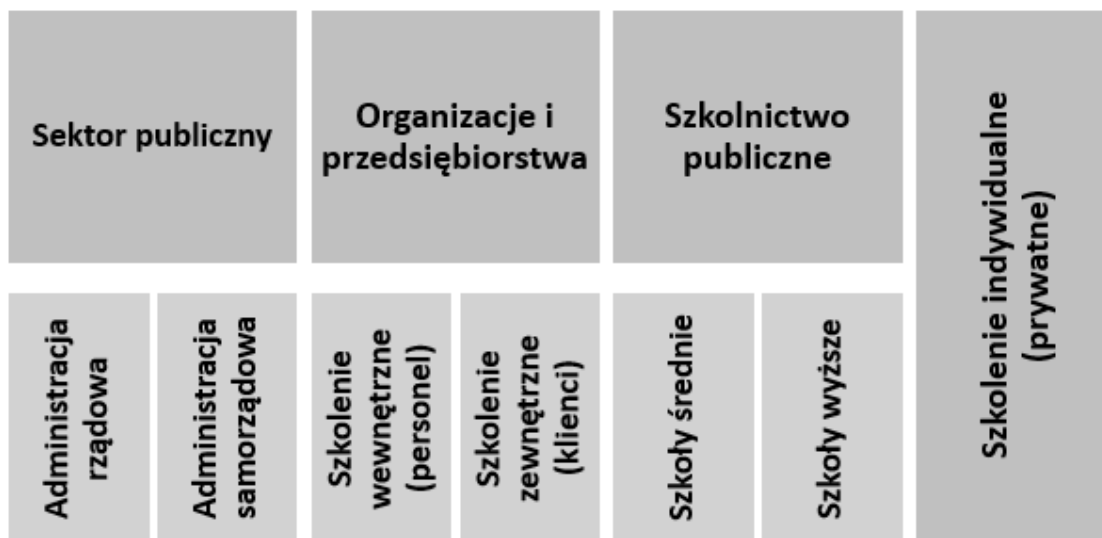 Sektor publiczny
Organizacje i
przedsiębiorstwa
Szkolnictwo
publiczne
Szkolenie indywidualne
(prywatne)
Administracja
rządowa
Administracja
samorządowa
Szkolenie
wewnętrzne
(personel)
Szkolenie
zewnętrzne
(klienci)
Szkoły średnie
Szkoły wyższe